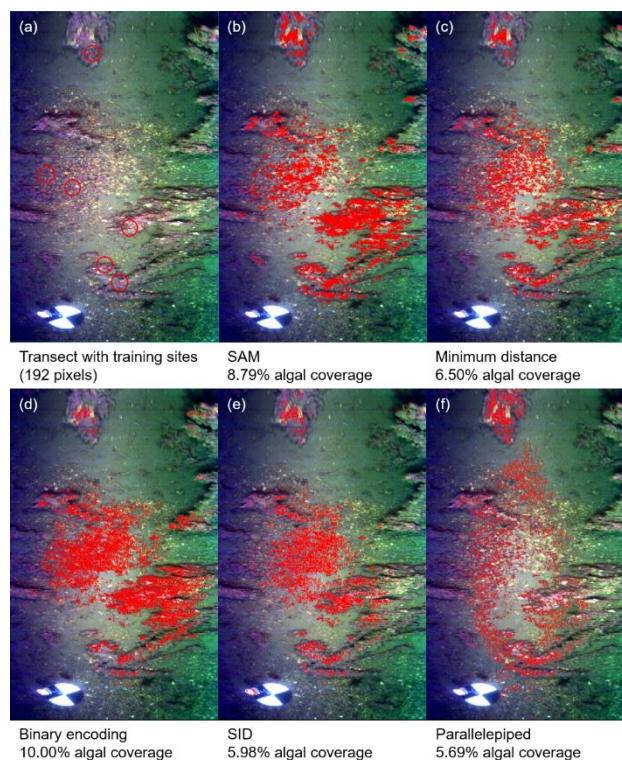 (a)
(b)
(c)
Transect with training sites
(192 pixels)
SAM
8.79% algal coverage
Minimum distance
6.50% algal coverage
(d)
(e)
(f)
Binary encoding
10.00% algal coverage
SID
5.98% algal coverage
Parallelepiped
5.69% algal coverage